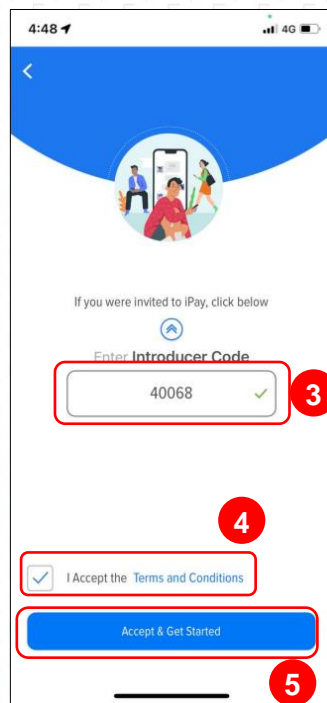 4:48
4G
If you were invited to iPay, click below
Enter Introducer Code
40068
3
4
I Accept the Terms and Conditions
Accept & Get Started
5